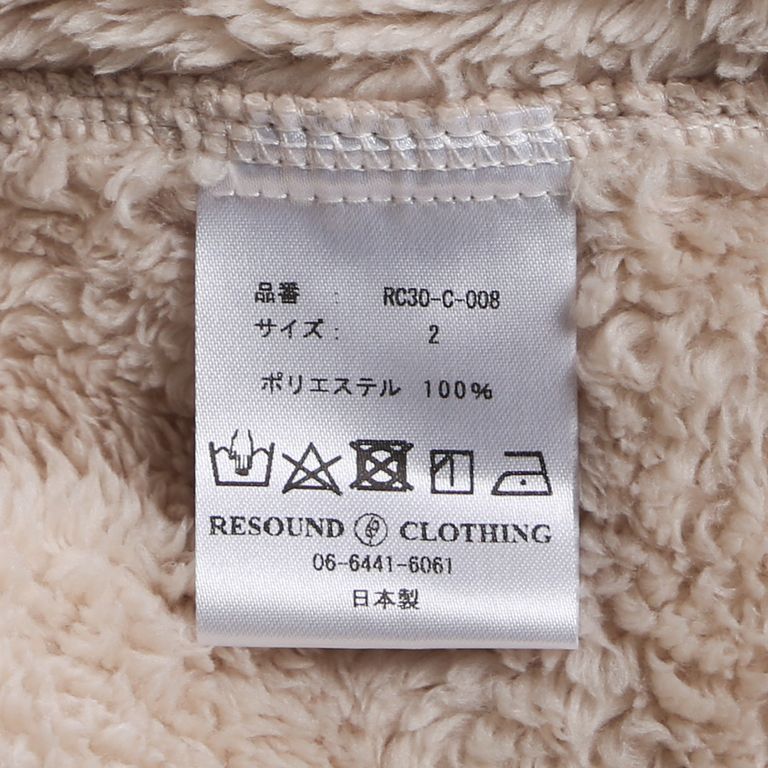 品番 : RC30-C-008
サイズ : 2
ポリエステル 100%
RESOUND CLOTHING
06-6441-6061
日本製